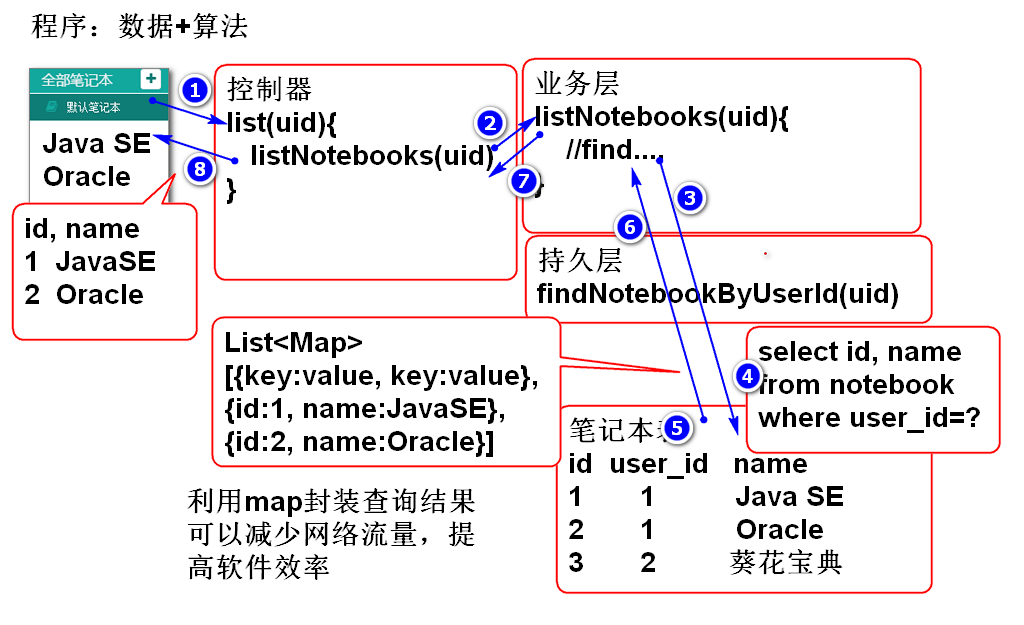 程序：数据+算法
全部笔记本 +
默认笔记本
Java SE
Oracle
id, name
1 JavaSE
2 Oracle
控制器
list(uid){
listNotebooks(uid)
}
业务层
listNotebooks(uid){
//find....
}
持久层
findNotebookByUserId(uid)
List<Map>
[{key:value, key:value},
{id:1, name:JavaSE},
{id:2, name:Oracle}]
select id, name
from notebook
where user_id=?
笔记本
id user_id name
1 1 Java SE
2 1 Oracle
3 2 葵花宝典
利用map封装查询结果
可以减少网络流量，提
高软件效率
1
2
3
4
5
6
7
8